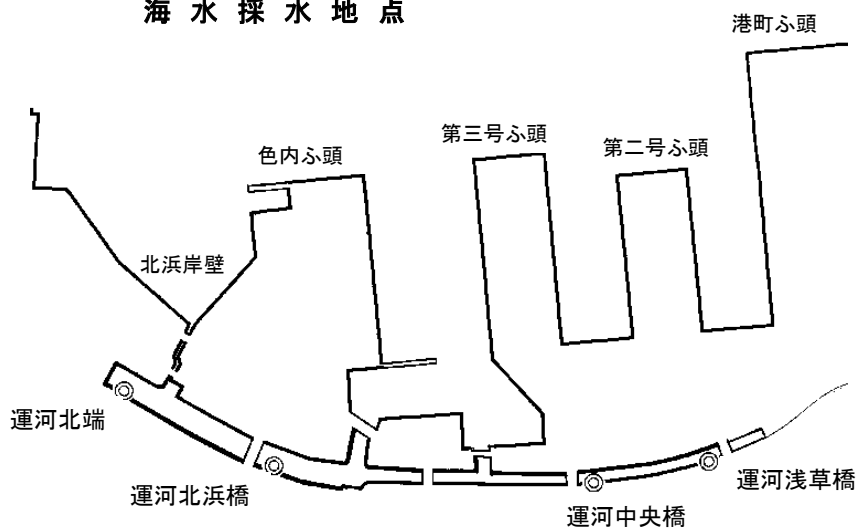 海水採水地点
港町ふ頭
第三号ふ頭
第二号ふ頭
色内ふ頭
北浜岸壁
運河北端
運河北浜橋
運河浅草橋
運河中央橋